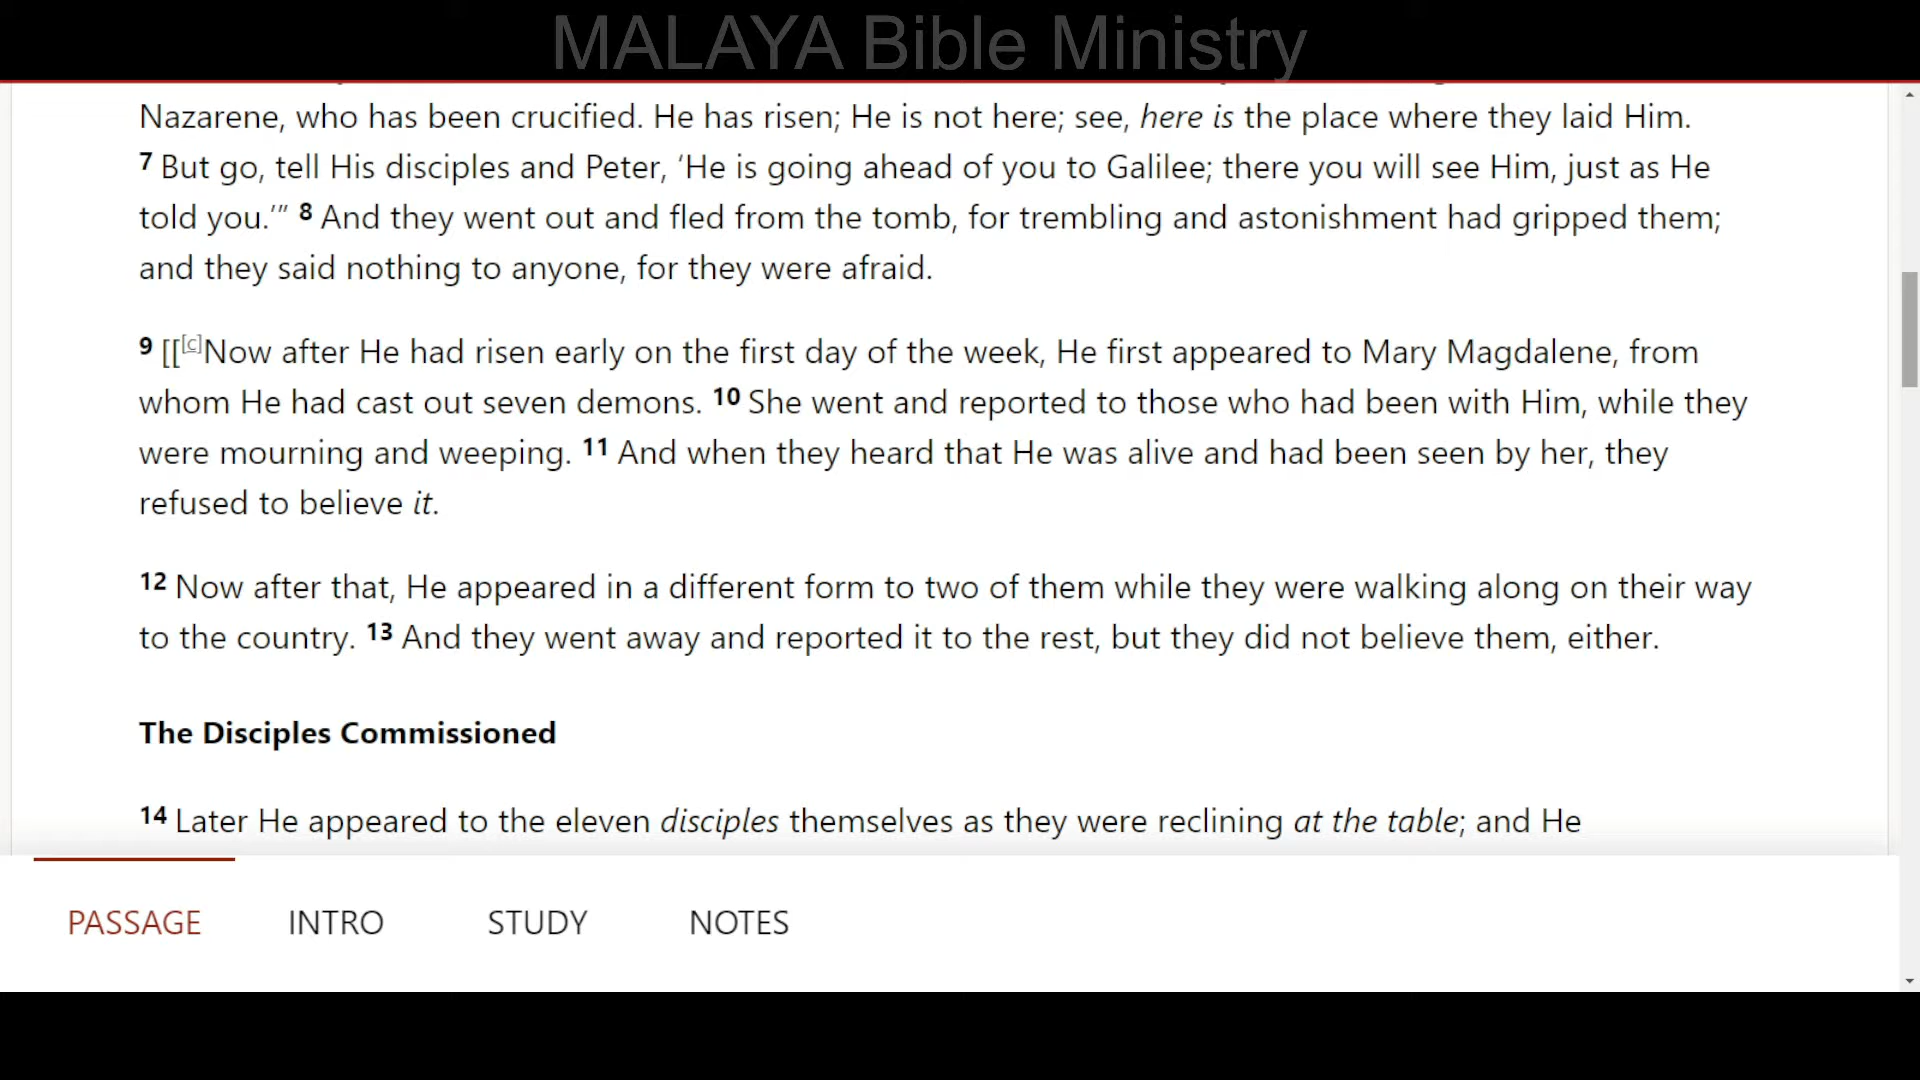 MALAYA Bible Ministry
Nazarene, who has been crucified. He has risen; He is not here; see, here is the place where they laid Him.
7 But go, tell His disciples and Peter, ‘He is going ahead of you to Galilee; there you will see Him, just as He
told you.’” 8 And they went out and fled from the tomb, for trembling and astonishment had gripped them;
and they said nothing to anyone, for they were afraid.
9 [[[c]Now after He had risen early on the first day of the week, He first appeared to Mary Magdalene, from
whom He had cast out seven demons. 10 She went and reported to those who had been with Him, while they
were mourning and weeping. 11 And when they heard that He was alive and had been seen by her, they
refused to believe it.
12 Now after that, He appeared in a different form to two of them while they were walking along on their way
to the country. 13 And they went away and reported it to the rest, but they did not believe them, either.
The Disciples Commissioned
14 Later He appeared to the eleven disciples themselves as they were reclining at the table; and He
PASSAGE INTRO STUDY NOTES